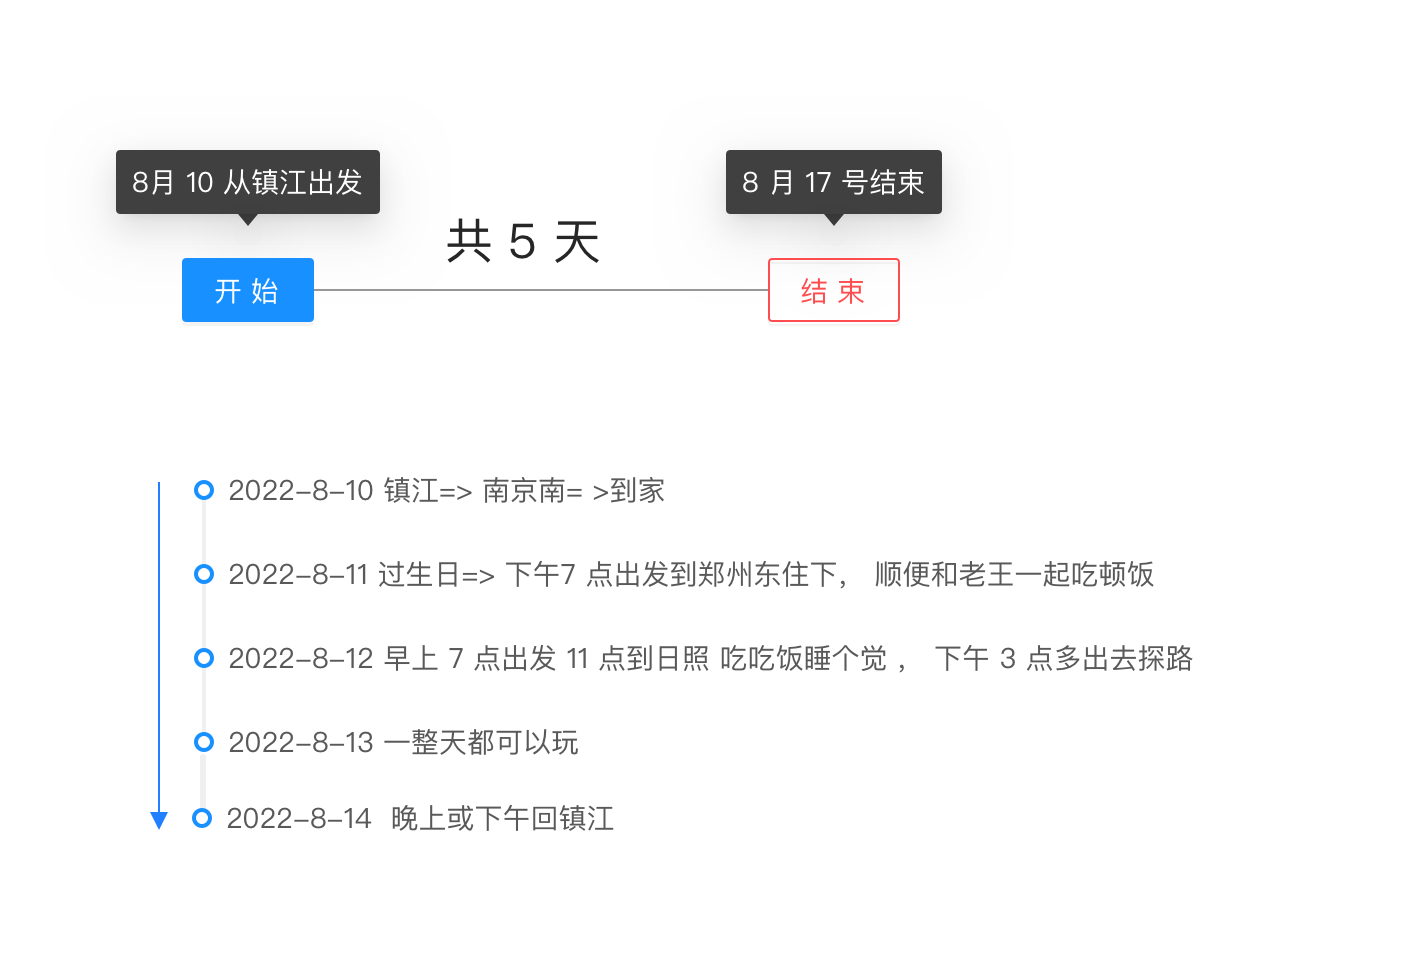 8月 10 从镇江出发
8 月 17 号结束
共 5 天
开 始
结 束
2022-8-10 镇江=> 南京南= >到家
2022-8-11 过生日=> 下午7 点出发到郑州东住下， 顺便和老王一起吃顿饭
2022-8-12 早上 7 点出发 11 点到日照 吃吃饭睡个觉 ， 下午 3 点多出去探路
2022-8-13 一整天都可以玩
2022-8-14 晚上或下午回镇江